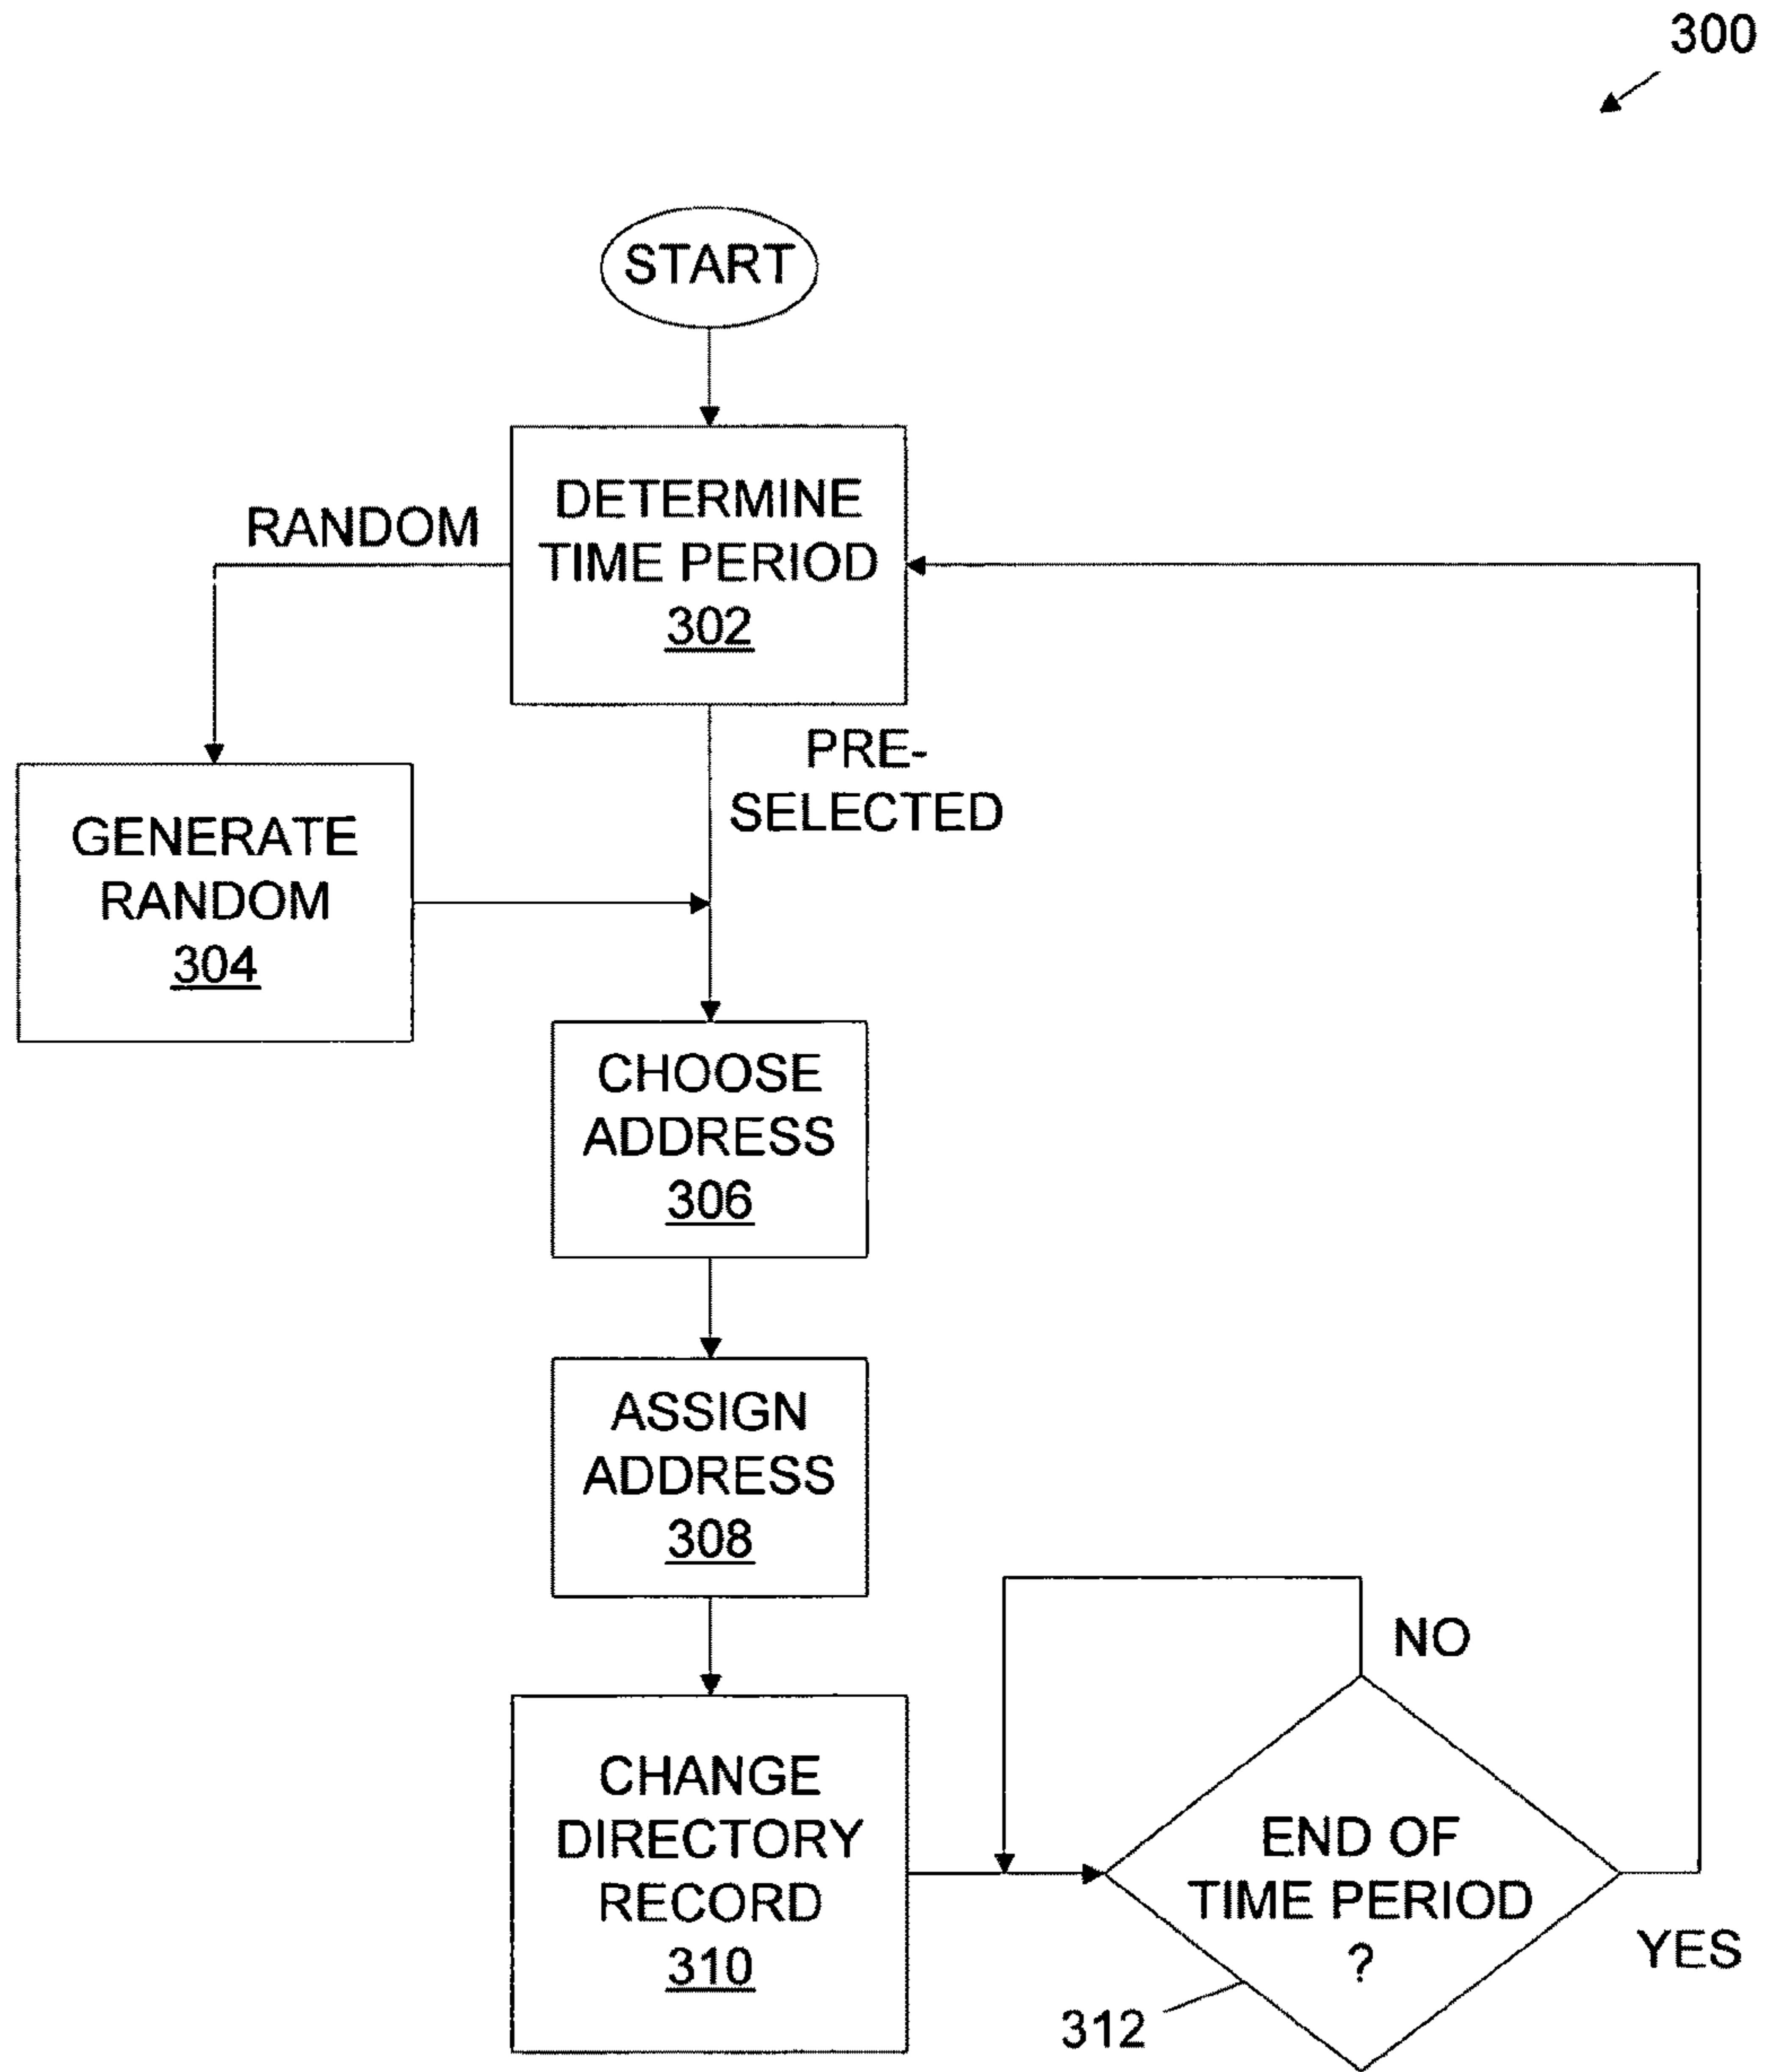 300
START
DETERMINE
TIME PERIOD
302
RANDOM
PRE-
SELECTED
GENERATE
RANDOM
304
CHOOSE
ADDRESS
306
ASSIGN
ADDRESS
308
CHANGE
DIRECTORY
RECORD
310
NO
END OF
TIME PERIOD
?
YES
312